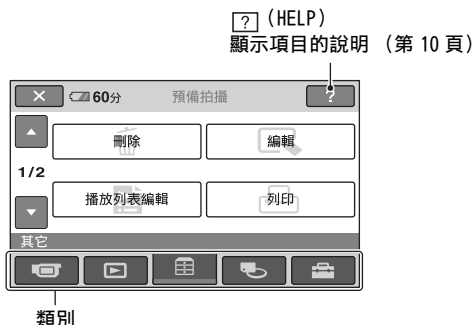 ? (HELP)
顯示項目的說明 (第 10 頁)
× 60分 預備拍攝 ?
刪除 編輯
1/2
播放列表編輯 列印
其它
類別